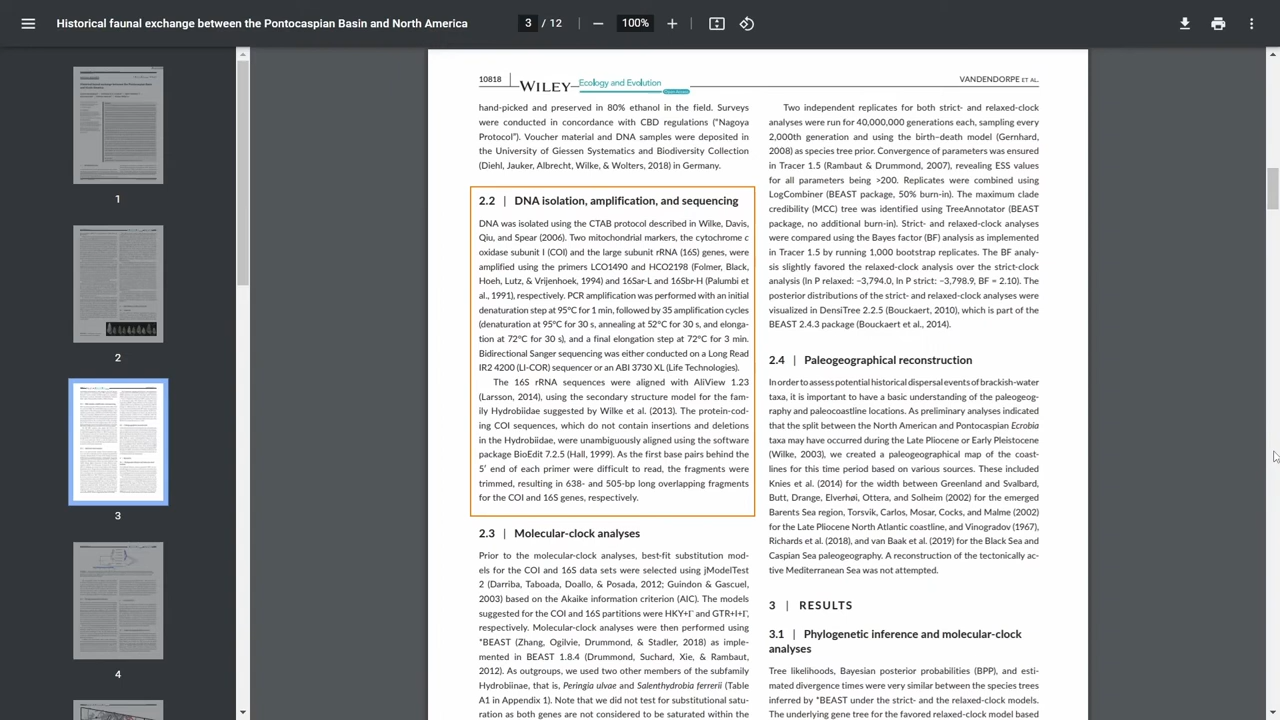 Historical faunal exchange between the Pontocaspian Basin and North America
3 / 12
100%
1
2
3
4
10818
WILEY
Ecology and Evolution
VANDENDORPE ET AL.
hand-picked and preserved in 80% ethanol in the field. Surveys
were conducted in concordance with CBD regulations ("Nagoya
Protocol"). Voucher material and DNA samples were deposited in
the University of Giessen Systematics and Biodiversity Collection
(Diehl, Jauker, Albrecht, Wilke, & Wolters, 2018) in Germany.
2.2 | DNA isolation, amplification, and sequencing
DNA was isolated using the CTAB protocol described in Wilke, Davis,
Qiu, and Spear (2006). Two mitochondrial markers, the cytochrome c
oxidase subunit I (COI) and the large subunit rRNA (16S) genes, were
amplified using the primers LCO1490 and HCO2198 (Folmer, Black,
Hoeh, Lutz, & Vrijenhoek, 1994) and 16Sar-L and 16Sbr-H (Palumbi et
al., 1991), respectively. PCR amplification was performed with an initial
denaturation step at 95°C for 1 min, followed by 35 amplification cycles
(denaturation at 95°C for 30 s, annealing at 52°C for 30 s, and elonga-
tion at 72°C for 30 s), and a final elongation step at 72°C for 3 min.
Bidirectional Sanger sequencing was either conducted on a Long Read
IR2 4200 (LI-COR) sequencer or an ABI 3730 XL (Life Technologies).
The 16S rRNA sequences were aligned with AliView 1.23
(Larsson, 2014), using the secondary structure model for the fam-
ily Hydrobiidae suggested by Wilke et al. (2013). The protein-cod-
ing COI sequences, which do not contain insertions and deletions
in the Hydrobiidae, were unambiguously aligned using the software
package BioEdit 7.2.5 (Hall, 1999). As the first base pairs behind the
5′ end of each primer were difficult to read, the fragments were
trimmed, resulting in 638- and 505-bp long overlapping fragments
for the COI and 16S genes, respectively.
2.3 | Molecular-clock analyses
Prior to the molecular-clock analyses, best-fit substitution mod-
els for the COI and 16S data sets were selected using jModelTest
2 (Darriba, Taboada, Doallo, & Posada, 2012; Guindon & Gascuel,
2003) based on the Akaike information criterion (AIC). The models
suggested for the COI and 16S partitions were HKY+Γ and GTR+I+Γ,
respectively. Molecular-clock analyses were then performed using
*BEAST (Zhang, Ogilvie, Drummond, & Stadler, 2018) as imple-
mented in BEAST 1.8.4 (Drummond, Suchard, Xie, & Rambaut,
2012). As outgroups, we used two other members of the subfamily
Hydrobiinae, that is, Peringia ulvae and Salenthydrobia ferrerii (Table
A1 in Appendix 1). Note that we did not test for substitutional satu-
ration as both genes are not considered to be saturated within the
Two independent replicates for both strict- and relaxed-clock
analyses were run for 40,000,000 generations each, sampling every
2,000th generation and using the birth–death model (Gernhard,
2008) as species tree prior. Convergence of parameters was ensured
in Tracer 1.5 (Rambaut & Drummond, 2007), revealing ESS values
for all parameters being >200. Replicates were combined using
LogCombiner (BEAST package, 50% burn-in). The maximum clade
credibility (MCC) tree was identified using TreeAnnotator (BEAST
package, no additional burn-in). Strict- and relaxed-clock analyses
were compared using the Bayes factor (BF) analysis as implemented
in Tracer 1.5 by running 1,000 bootstrap replicates. The BF analy-
sis slightly favored the relaxed-clock analysis over the strict-clock
analysis (ln P relaxed: −3,794.0, ln P strict: −3,798.9, BF = 2.10). The
posterior distributions of the strict- and relaxed-clock analyses were
visualized in DensiTree 2.2.5 (Bouckaert, 2010), which is part of the
BEAST 2.4.3 package (Bouckaert et al., 2014).
2.4 | Paleogeographical reconstruction
In order to assess potential historical dispersal events of brackish-water
taxa, it is important to have a basic understanding of the paleogeog-
raphy and paleocoastline locations. As preliminary analyses indicated
that the split between the North American and Pontocaspian Ecrobia
taxa may have occurred during the Late Pliocene or Early Pleistocene
(Wilke, 2003), we created a paleogeographical map of the coast-
lines for this time period based on various sources. These included
Knies et al. (2014) for the width between Greenland and Svalbard,
Butt, Drange, Elverhøi, Ottera, and Solheim (2002) for the emerged
Barents Sea region, Torsvik, Carlos, Mosar, Cocks, and Malme (2002)
for the Late Pliocene North Atlantic coastline, and Vinogradov (1967),
Richards et al. (2018), and van Baak et al. (2019) for the Black Sea and
Caspian Sea paleogeography. A reconstruction of the tectonically ac-
tive Mediterranean Sea was not attempted.
3 | RESULTS
3.1 | Phylogenetic inference and molecular-clock
analyses
Tree likelihoods, Bayesian posterior probabilities (BPP), and esti-
mated divergence times were very similar between the species trees
inferred by *BEAST under the strict- and the relaxed-clock models.
The underlying gene tree for the favored relaxed-clock model based